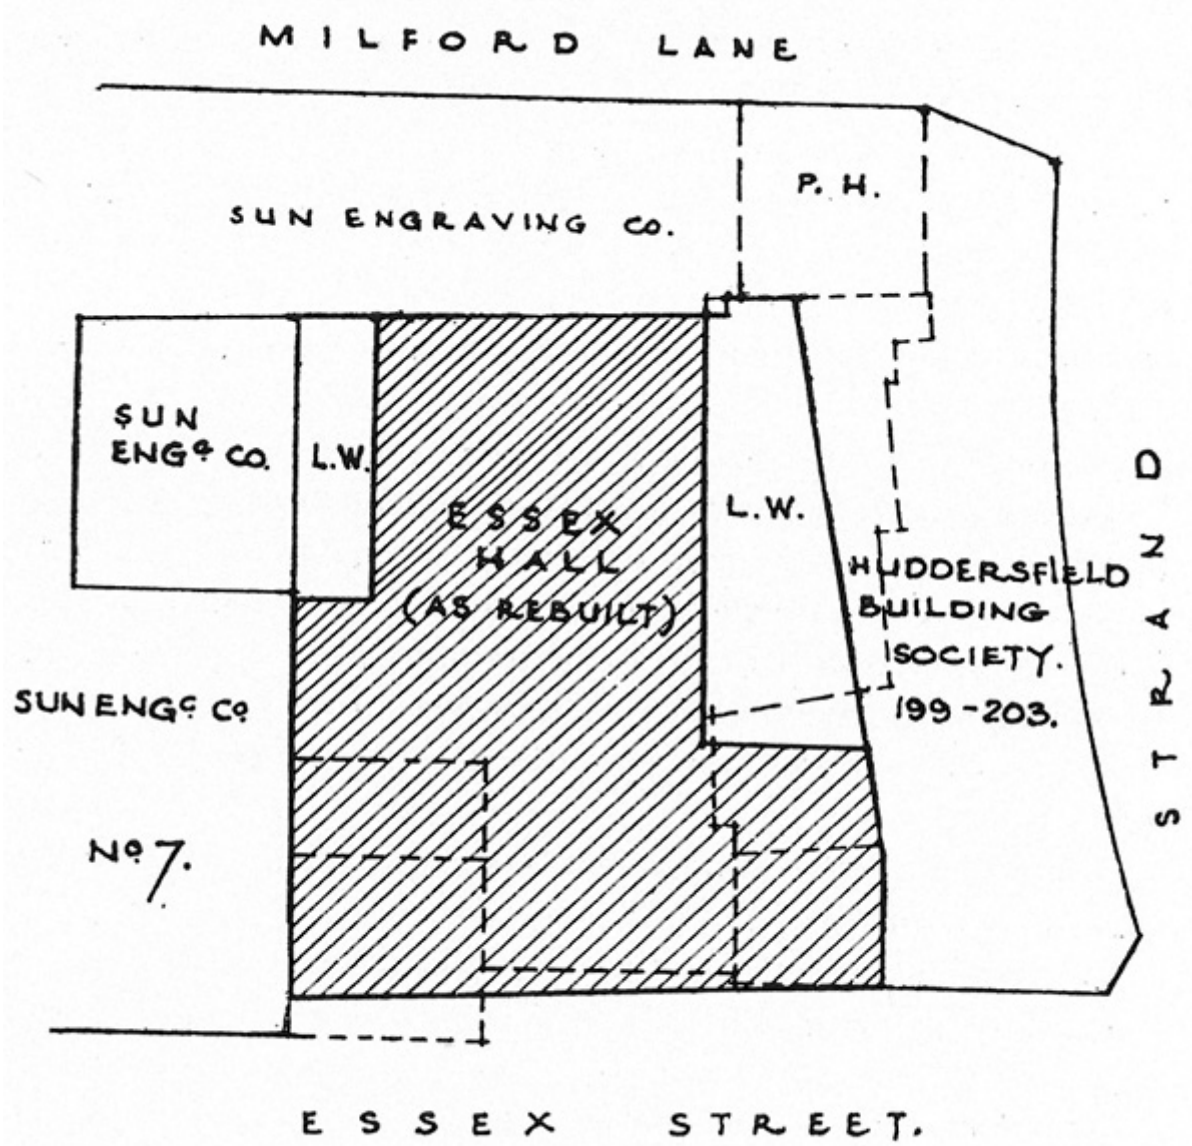 MILFORD LANE
P. H.
SUN ENGRAVING CO.
SUN
ENGG CO.
L.W.
ESSEX
HALL
(AS REBUILT)
L.W.
HUDDERSFIELD
BUILDING
SOCIETY.
199-203.
STRAND
SUN ENGG CO
No 7.
ESSEX STREET.